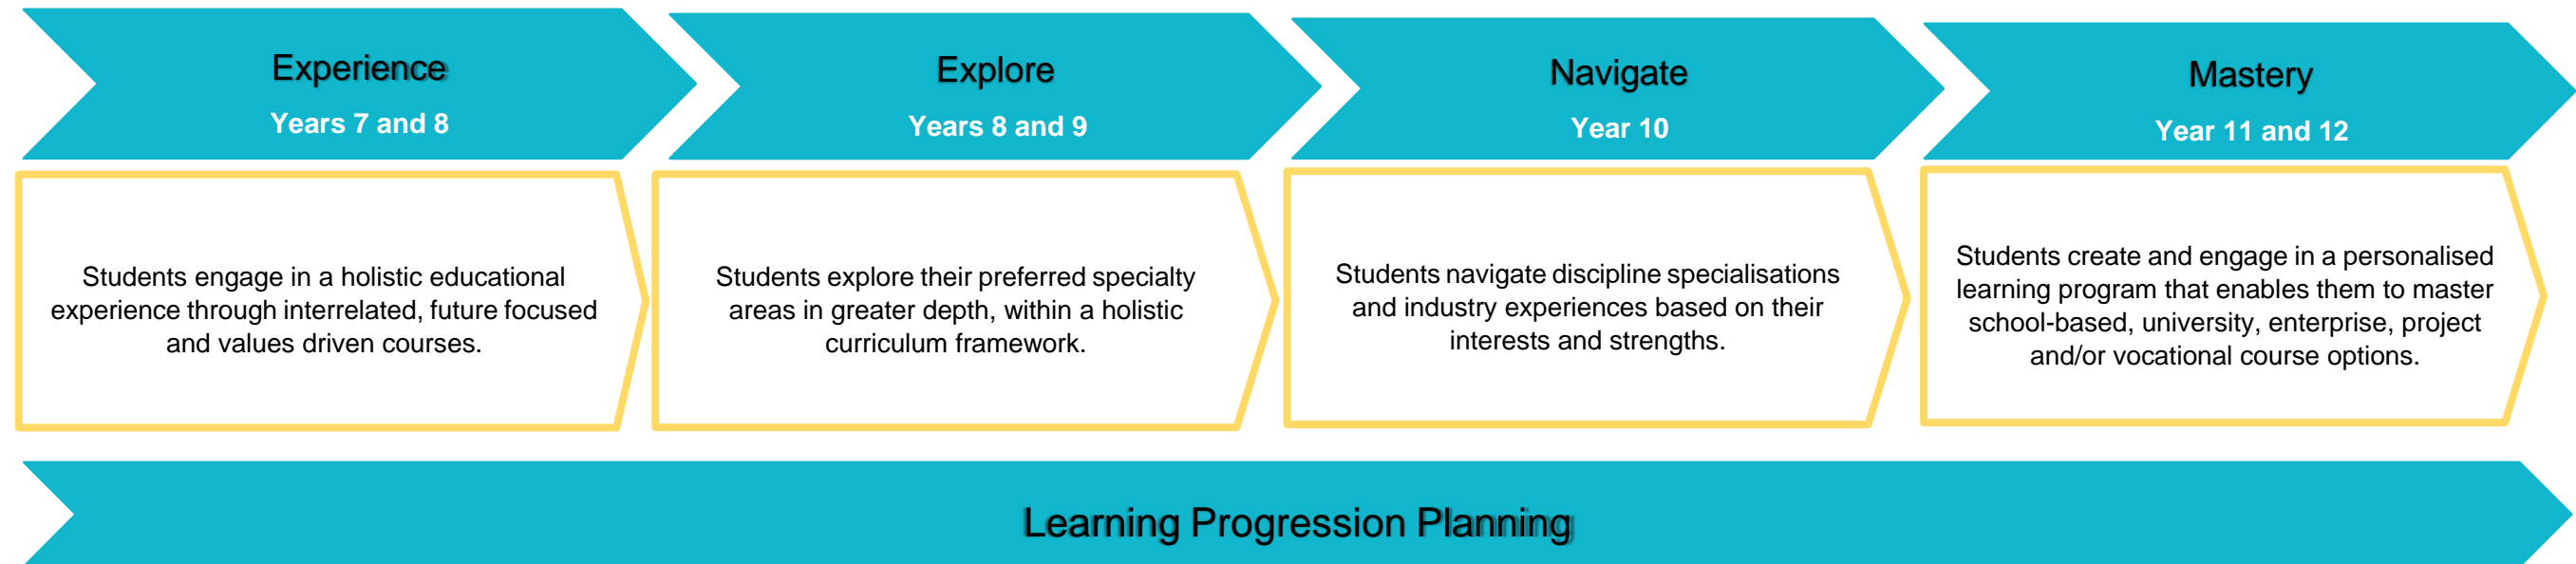 Experience
Years 7 and 8
Explore
Years 8 and 9
Navigate
Year 10
Mastery
Year 11 and 12
Students engage in a holistic educational
experience through interrelated, future focused
and values driven courses.
Students explore their preferred specialty
areas in greater depth, within a holistic
curriculum framework.
Students navigate discipline specialisations
and industry experiences based on their
interests and strengths.
Students create and engage in a personalised
learning program that enables them to master
school-based, university, enterprise, project
and/or vocational course options.
Learning Progression Planning